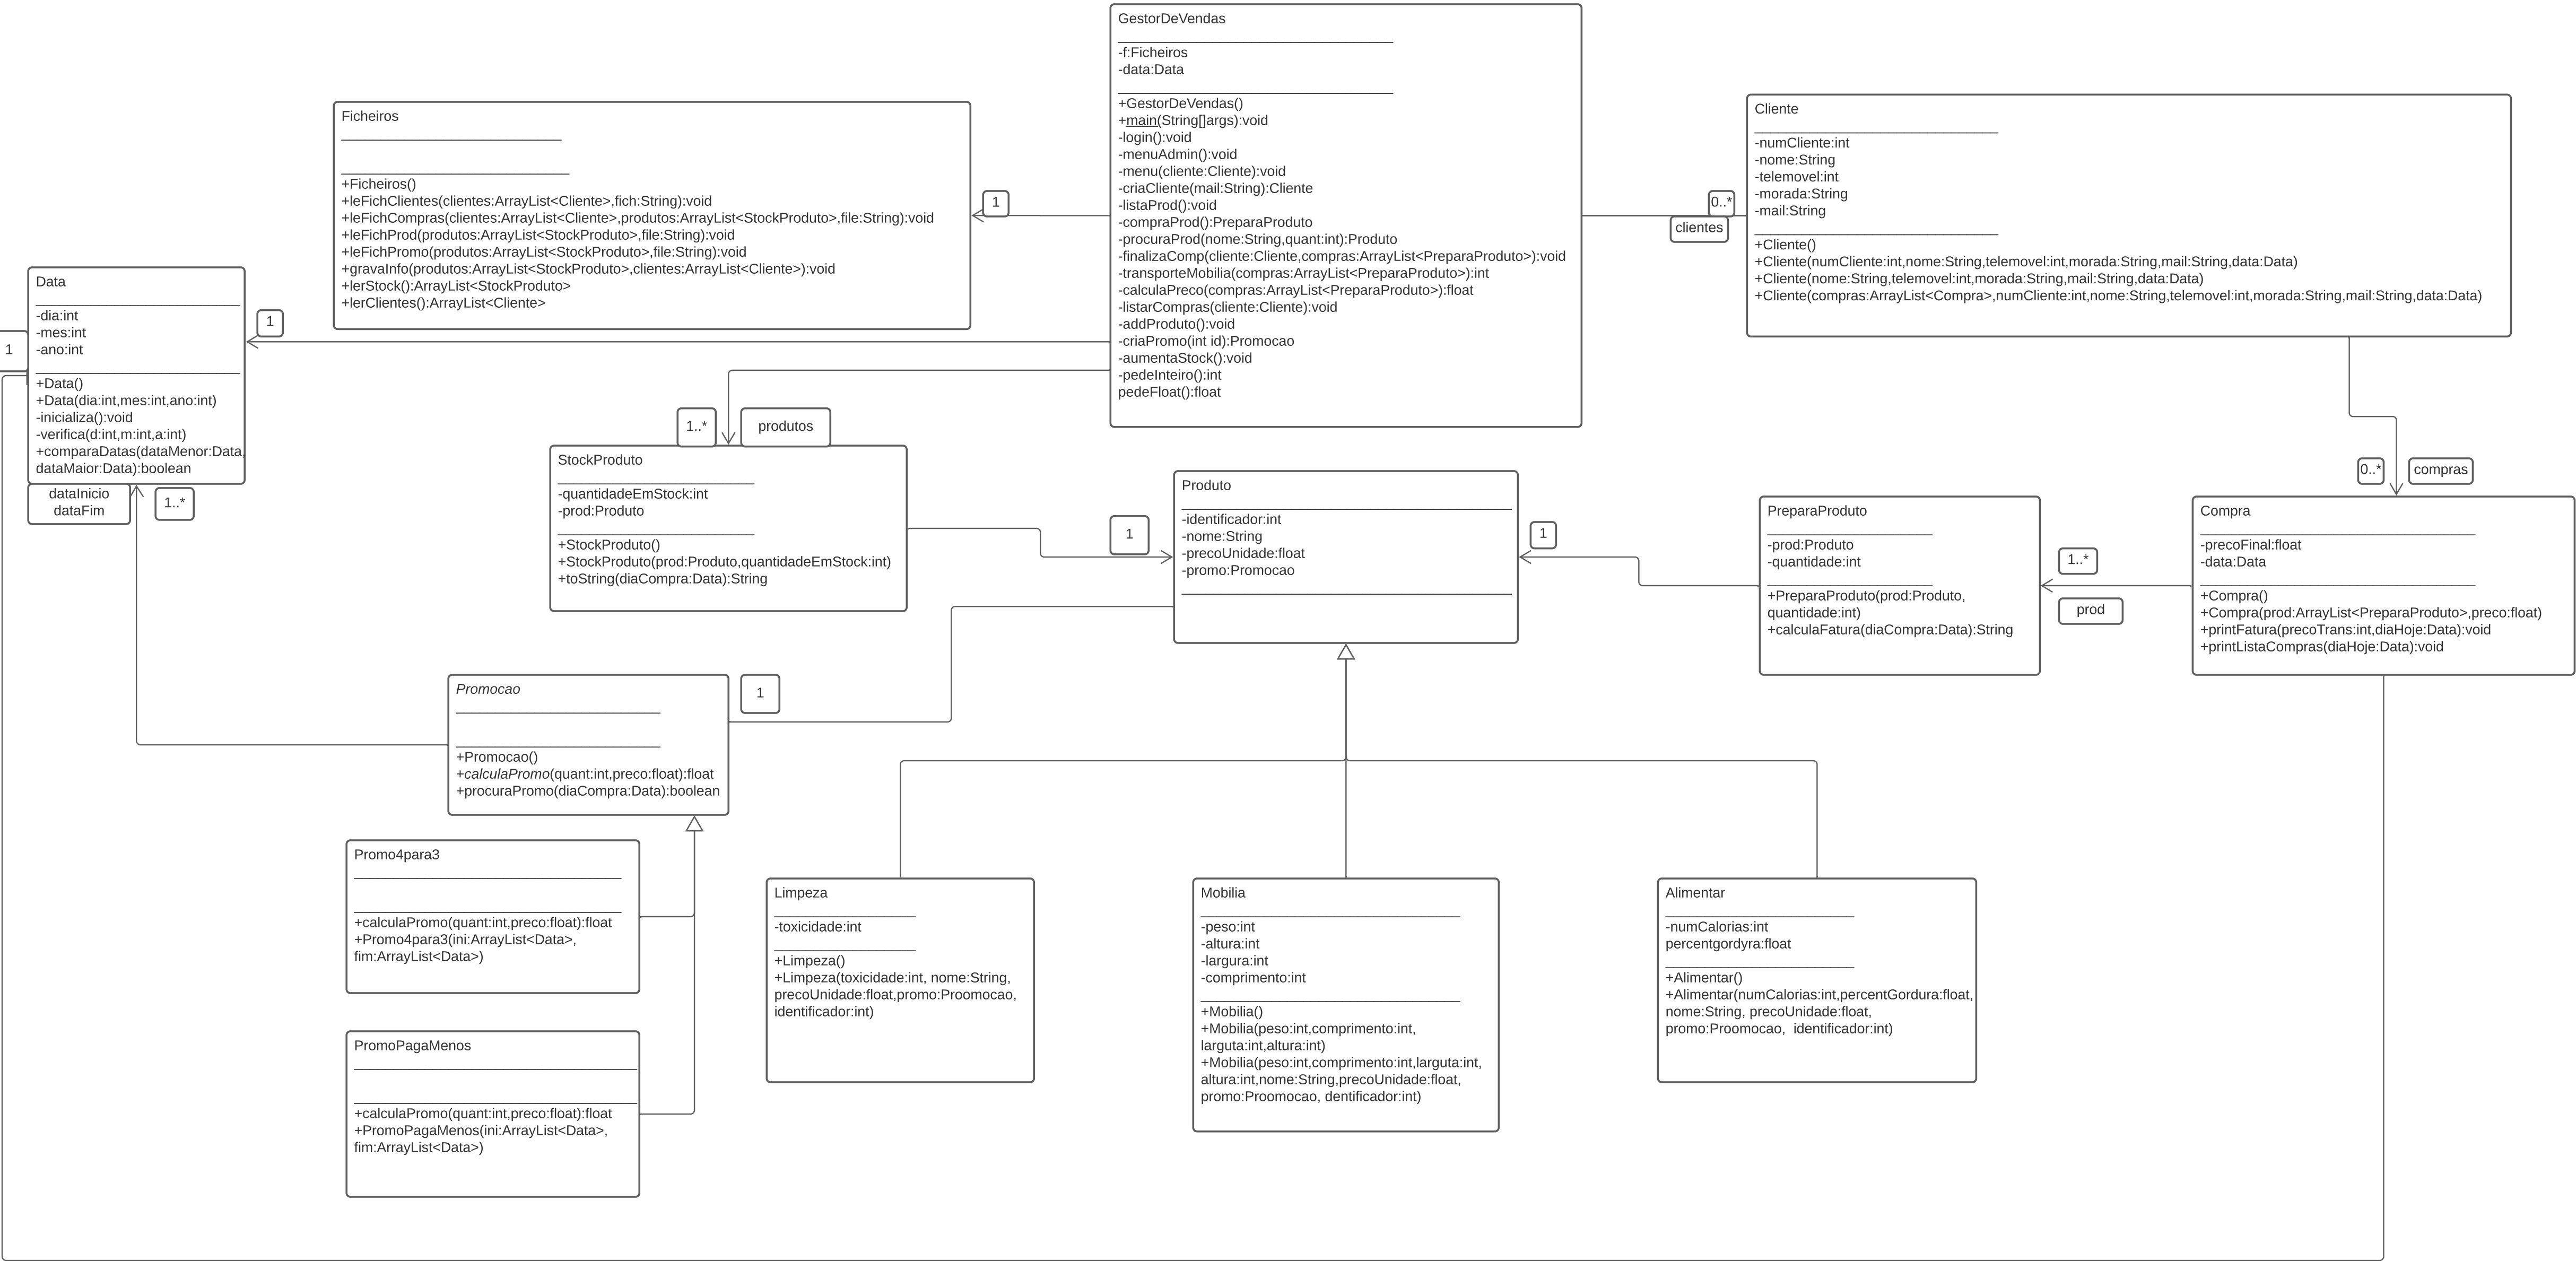 GestorDeVendas
-f:Ficheiros
-data:Data
+GestorDeVendas()
+main(String[]args):void
-login():void
-menuAdmin():void
-menu(cliente:Cliente):void
-criaCliente(mail:String):Cliente
-listaProd():void
-compraProd():PreparaProduto
-procuraProd(nome:String,quant:int):Produto
-finalizaComp(cliente:Cliente,compras:ArrayList<PreparaProduto>):void
-transporteMobilia(compras:ArrayList<PreparaProduto>):int
-calculaPreco(compras:ArrayList<PreparaProduto>):float
-listarCompras(cliente:Cliente):void
-addProduto():void
-criaPromo(int id):Promocao
-aumentaStock():void
-pedeInteiro():int
pedeFloat():float
Ficheiros
+Ficheiros()
+leFichClientes(clientes:ArrayList<Cliente>,fich:String):void
+leFichCompras(clientes:ArrayList<Cliente>,produtos:ArrayList<StockProduto>,file:String):void
+leFichProd(produtos:ArrayList<StockProduto>,file:String):void
+leFichPromo(produtos:ArrayList<StockProduto>,file:String):void
+gravaInfo(produtos:ArrayList<StockProduto>,clientes:ArrayList<Cliente>):void
+lerStock():ArrayList<StockProduto>
+lerClientes():ArrayList<Cliente>
1
0..*
clientes
Cliente
-numCliente:int
-nome:String
-telemovel:int
-morada:String
-mail:String
+Cliente()
+Cliente(numCliente:int,nome:String,telemovel:int,morada:String,mail:String,data:Data)
+Cliente(nome:String,telemovel:int,morada:String,mail:String,data:Data)
+Cliente(compras:ArrayList<Compra>,numCliente:int,nome:String,telemovel:int,morada:String,mail:String,data:Data)
1
Data
-dia:int
-mes:int
-ano:int
+Data()
+Data(dia:int,mes:int,ano:int)
-inicializa():void
-verifica(d:int,m:int,a:int)
+comparaDatas(dataMenor:Data,
dataMaior:Data):boolean
1
dataInicio
dataFim
1..*
1..*
produtos
StockProduto
-quantidadeEmStock:int
-prod:Produto
+StockProduto()
+StockProduto(prod:Produto,quantidadeEmStock:int)
+toString(diaCompra:Data):String
1
Produto
-identificador:int
-nome:String
-precoUnidade:float
-promo:Promocao
1
PreparaProduto
-prod:Produto
-quantidade:int
+PreparaProduto(prod:Produto,
quantidade:int)
+calculaFatura(diaCompra:Data):String
1..*
prod
0..*
compras
Compra
-precoFinal:float
-data:Data
+Compra()
+Compra(prod:ArrayList<PreparaProduto>,preco:float)
+printFatura(precoTrans:int,diaHoje:Data):void
+printListaCompras(diaHoje:Data):void
Promocao
+Promocao()
+calculaPromo(quant:int,preco:float):float
+procuraPromo(diaCompra:Data):boolean
1
Promo4para3
+calculaPromo(quant:int,preco:float):float
+Promo4para3(ini:ArrayList<Data>,
fim:ArrayList<Data>)
PromoPagaMenos
+calculaPromo(quant:int,preco:float):float
+PromoPagaMenos(ini:ArrayList<Data>,
fim:ArrayList<Data>)
Limpeza
-toxicidade:int
+Limpeza()
+Limpeza(toxicidade:int, nome:String,
precoUnidade:float,promo:Proomocao,
identificador:int)
Mobilia
-peso:int
-altura:int
-largura:int
-comprimento:int
+Mobilia()
+Mobilia(peso:int,comprimento:int,
larguta:int,altura:int)
+Mobilia(peso:int,comprimento:int,larguta:int,
altura:int,nome:String,precoUnidade:float,
promo:Proomocao, dentificador:int)
Alimentar
-numCalorias:int
percentgordyra:float
+Alimentar()
+Alimentar(numCalorias:int,percentGordura:float,
nome:String, precoUnidade:float,
promo:Proomocao,  identificador:int)